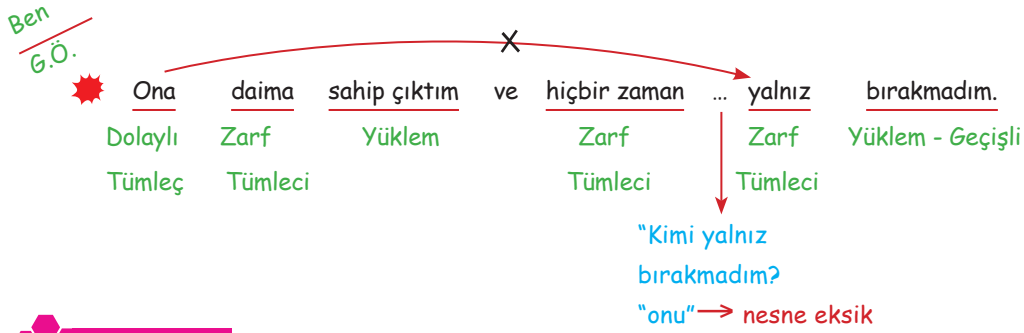 Ben
G.Ö.
Ona daima sahip çıktım ve hiçbir zaman ... yalnız bırakmadım.
Dolaylı Zarf Yüklem Zarf Zarf Yüklem - Geçişli
Tümleç Tümleci Tümleci Tümleci
"Kimi yalnız
bırakmadım?
"onu" → nesne eksik